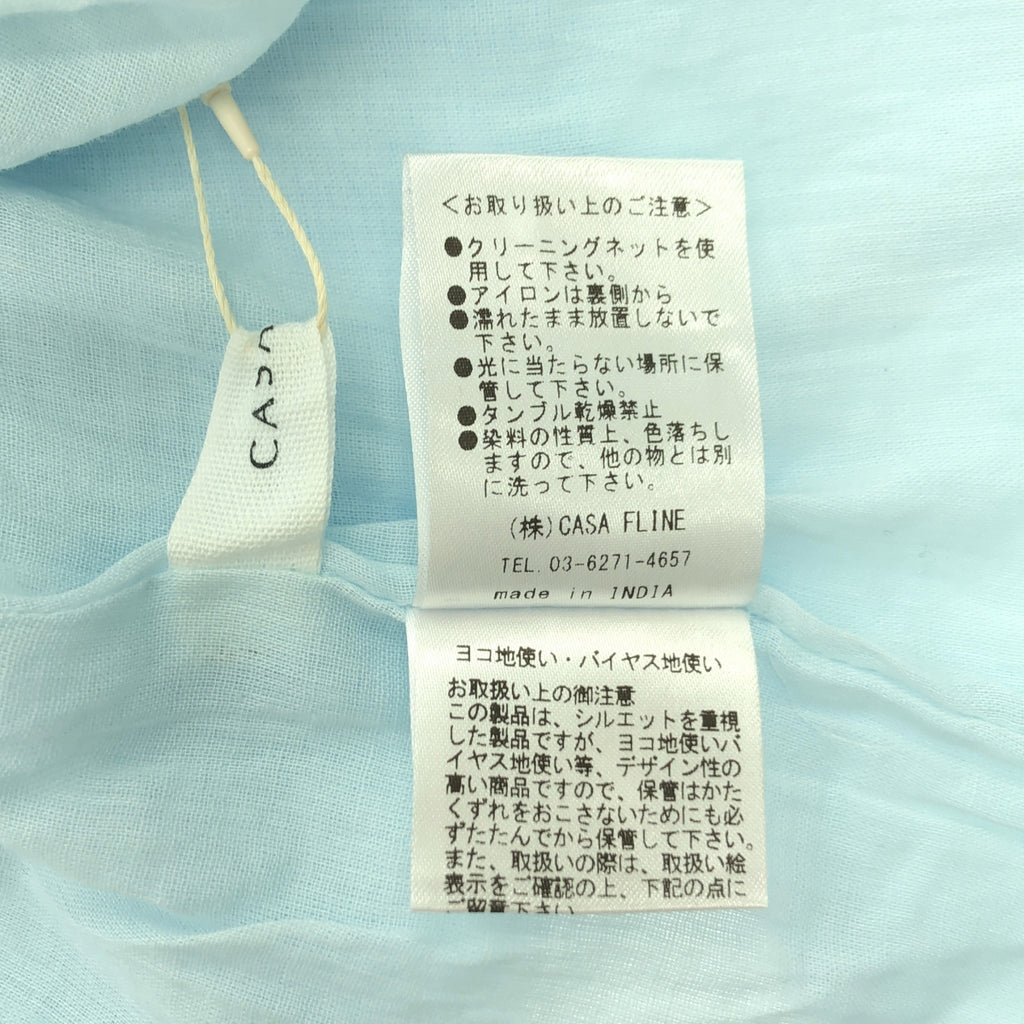 CASA
<お取り扱い上のご注意>
●クリーニングネットを使
用して下さい。
●アイロンは裏側から
●濡れたまま放置しないで
下さい。
●光に当たらない場所に保
管して下さい。
●タンブル乾燥禁止
●染料の性質上、色落ちし
ますので、他の物とは別
に洗って下さい。
(株)CASA FLINE
TEL. 03-6271-4657
made in INDIA
ヨコ地使い・バイヤス地使い
お取扱い上の御注意
この製品は、シルエットを重視
した製品ですが、ヨコ地使いバ
イヤス地使い等、デザイン性の
高い商品ですので、保管はかた
くずれをおこさないためにも必
ずたたんでから保管して下さい。
また、取扱いの際は、取扱い絵
表示をご確認の上、下記の点に
ご留意下さい